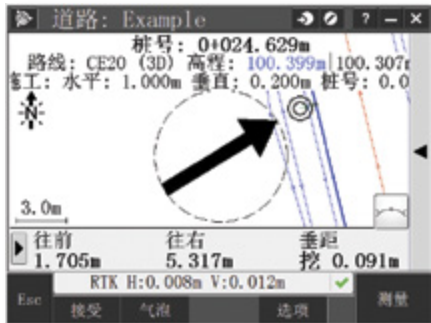 道路: Example
? - ×
桩号: 0+024.629m
路线: CE20 (3D) 高程: 100.399m 100.307m
施工: 水平: 1.000m 垂直: 0.200m 桩号: 0.0
N
3.0m
往前 往右 垂距
1.705m 5.317m 挖 0.091m
RTK H:0.008m V:0.012m
Esc 接受 气泡 选项 测量